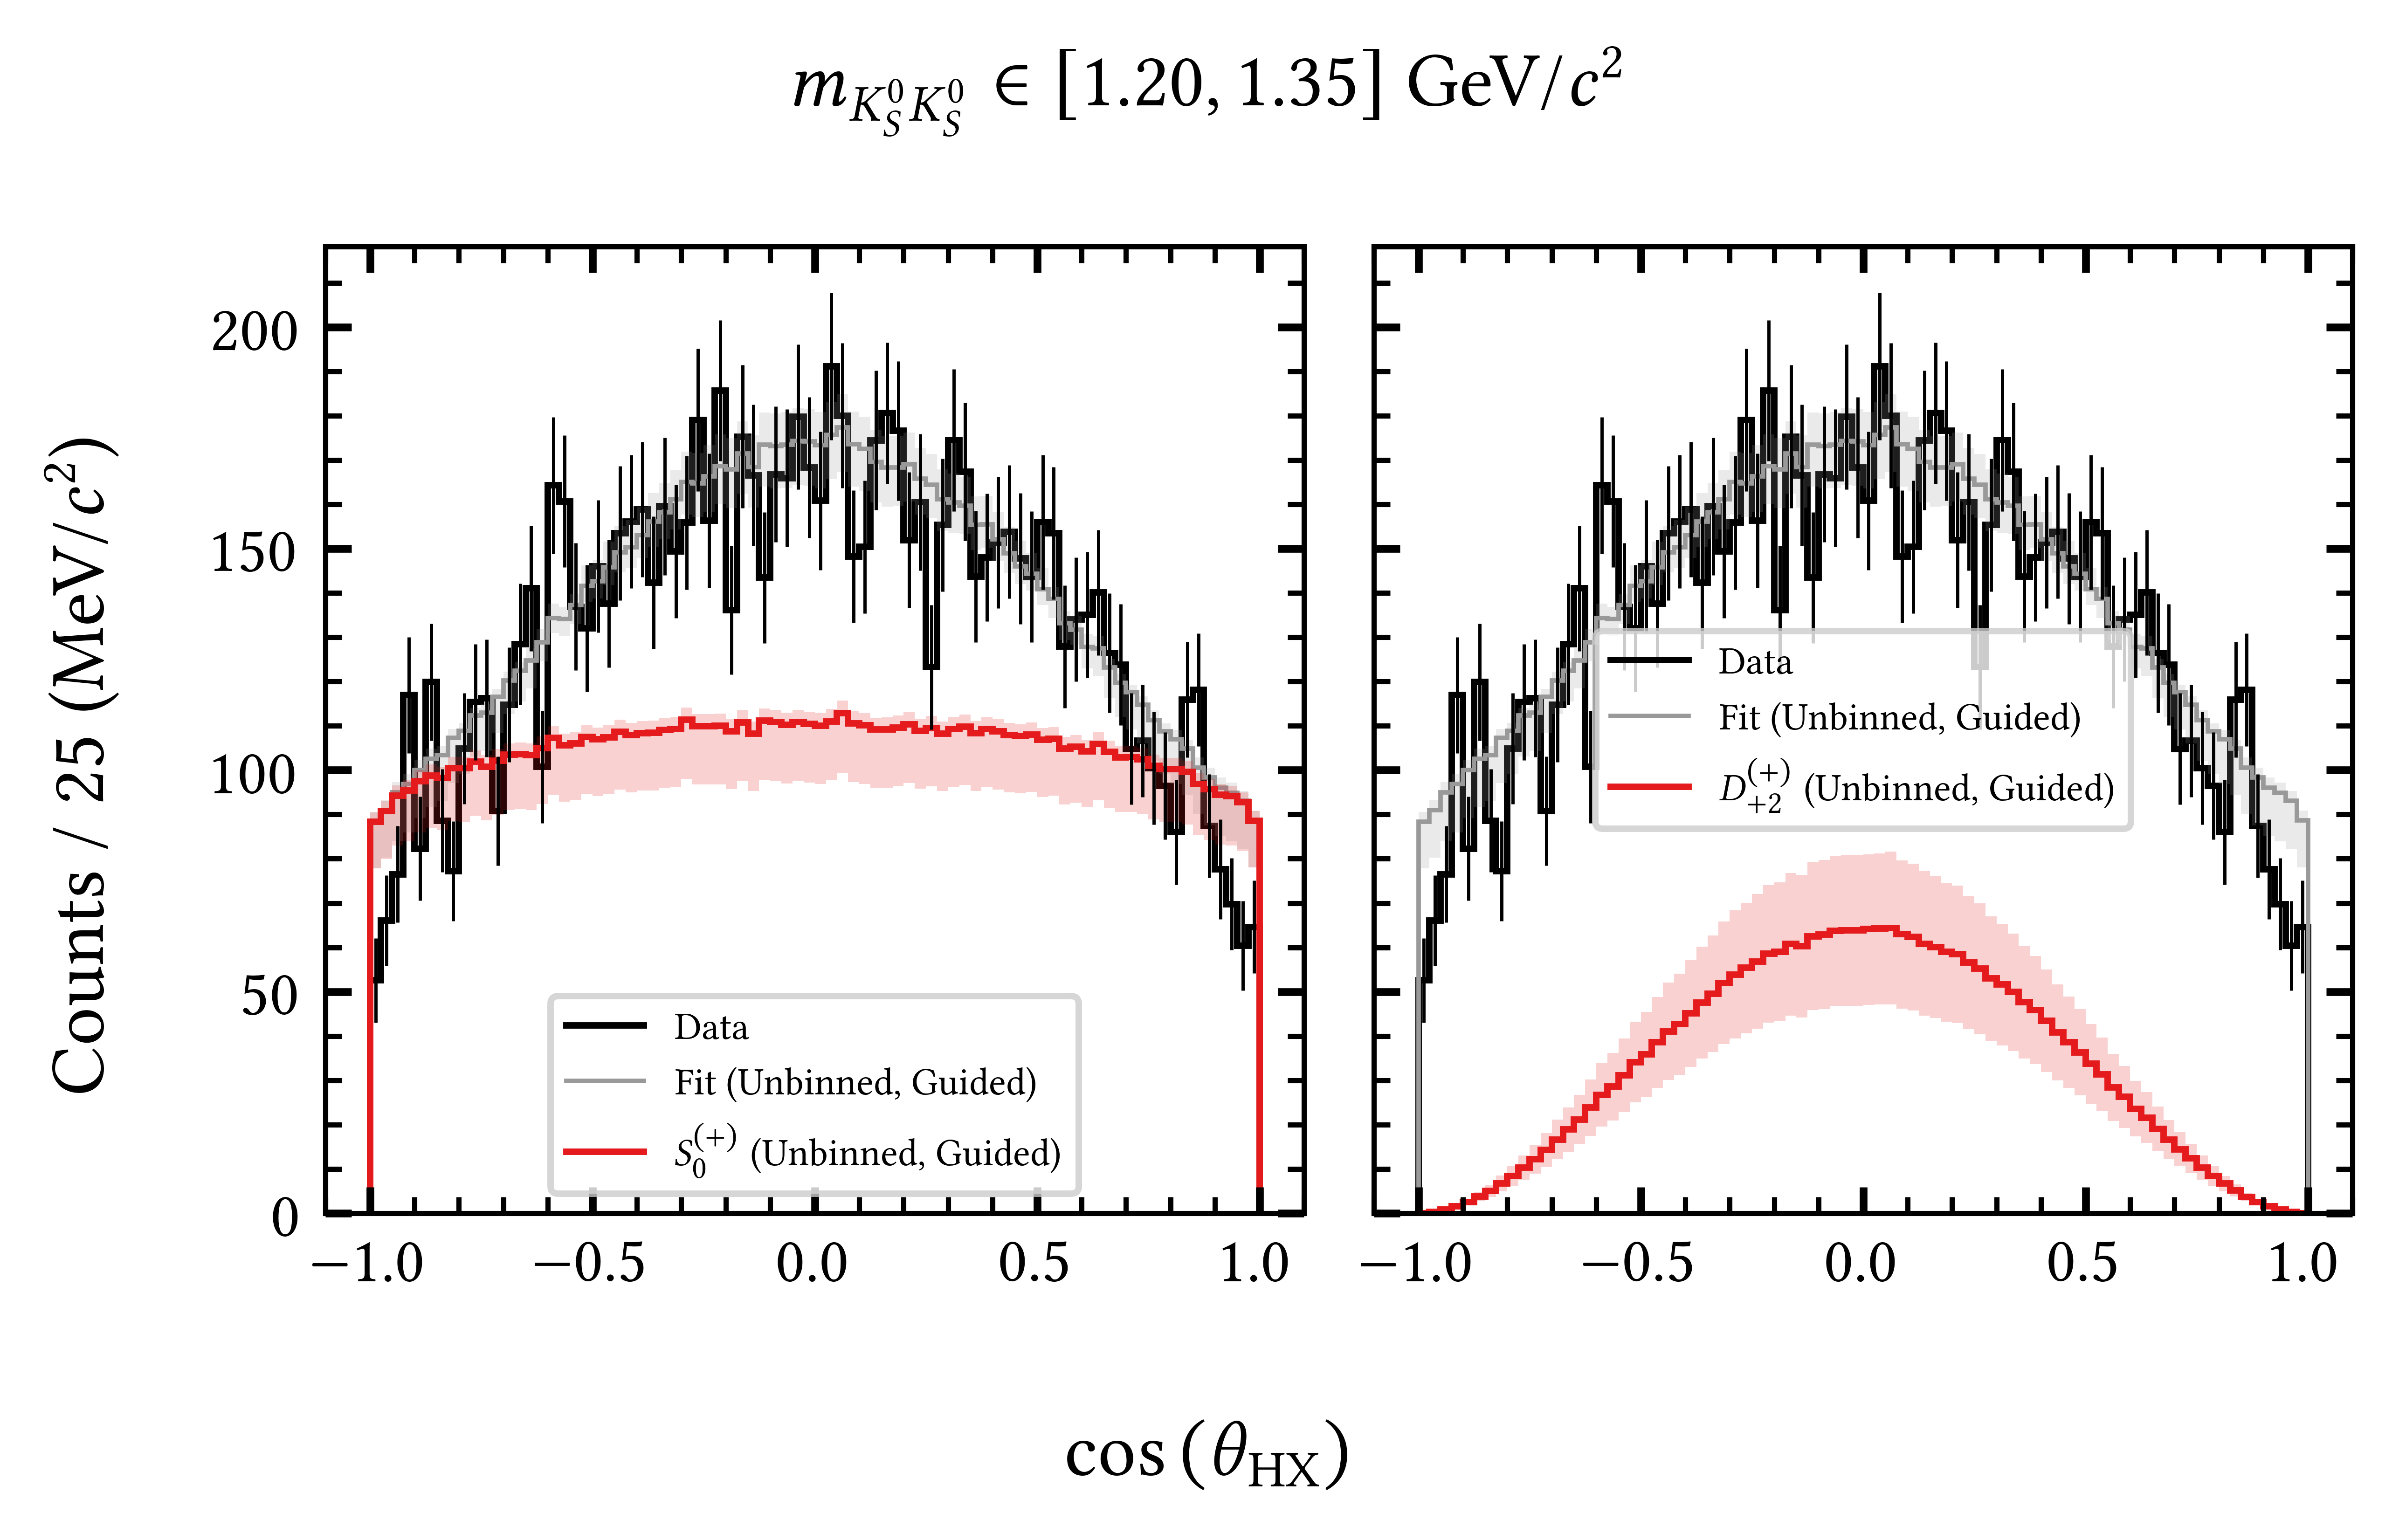 m_{K_S^0 K_S^0} ∈ [1.20, 1.35] GeV/c²
Counts / 25 (MeV/c²)
200
150
100
50
0
Data
Fit (Unbinned, Guided)
S_0^{(+)} (Unbinned, Guided)
−1.0 −0.5 0.0 0.5 1.0
Data
Fit (Unbinned, Guided)
D_{+2}^{(+)} (Unbinned, Guided)
−1.0 −0.5 0.0 0.5 1.0
cos (θ_{HX})